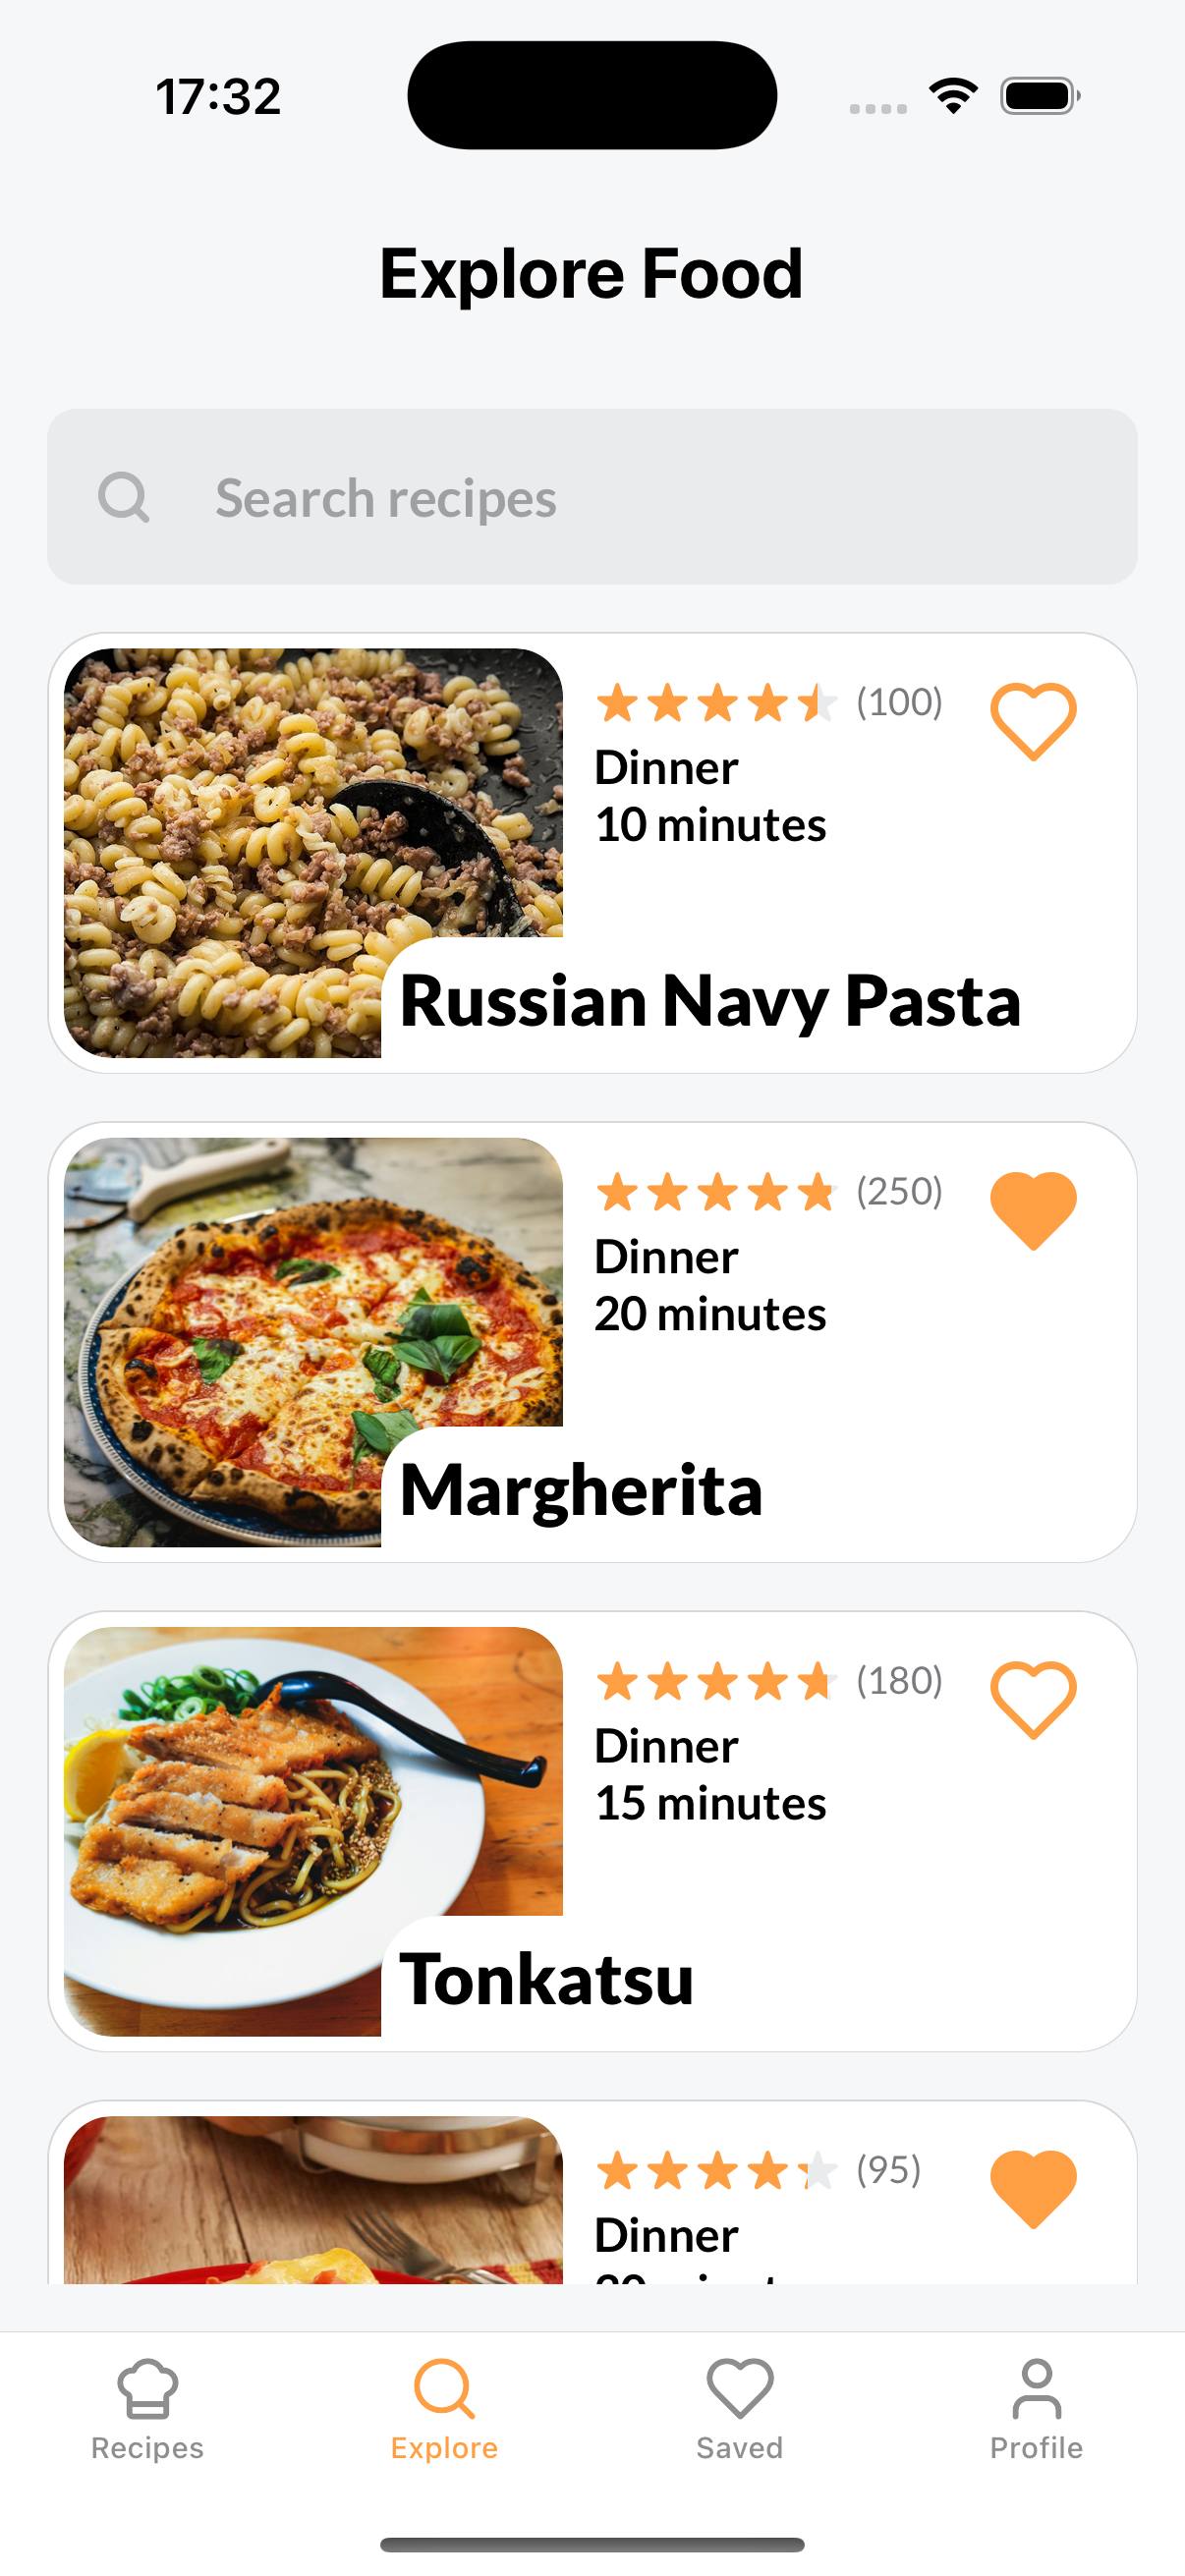 17:32
Explore Food
Search recipes
(100)
Dinner
10 minutes
Russian Navy Pasta
(250)
Dinner
20 minutes
Margherita
(180)
Dinner
15 minutes
Tonkatsu
(95)
Dinner
Recipes
Explore
Saved
Profile